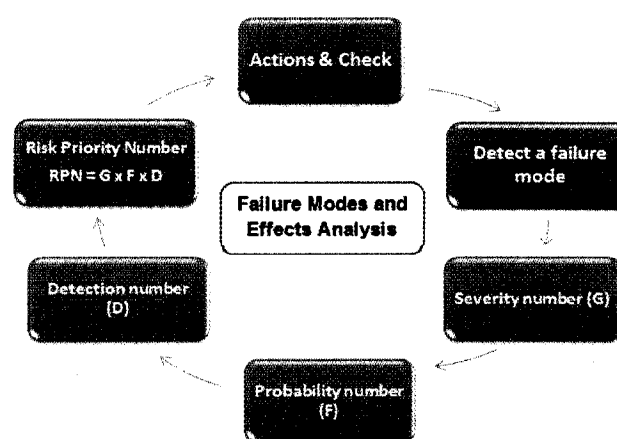 Actions & Check
Detect a failure
mode
Severity number (G)
Probability number
(F)
Detection number
(D)
Risk Priority Number
RPN = G x F x D
Failure Modes and
Effects Analysis